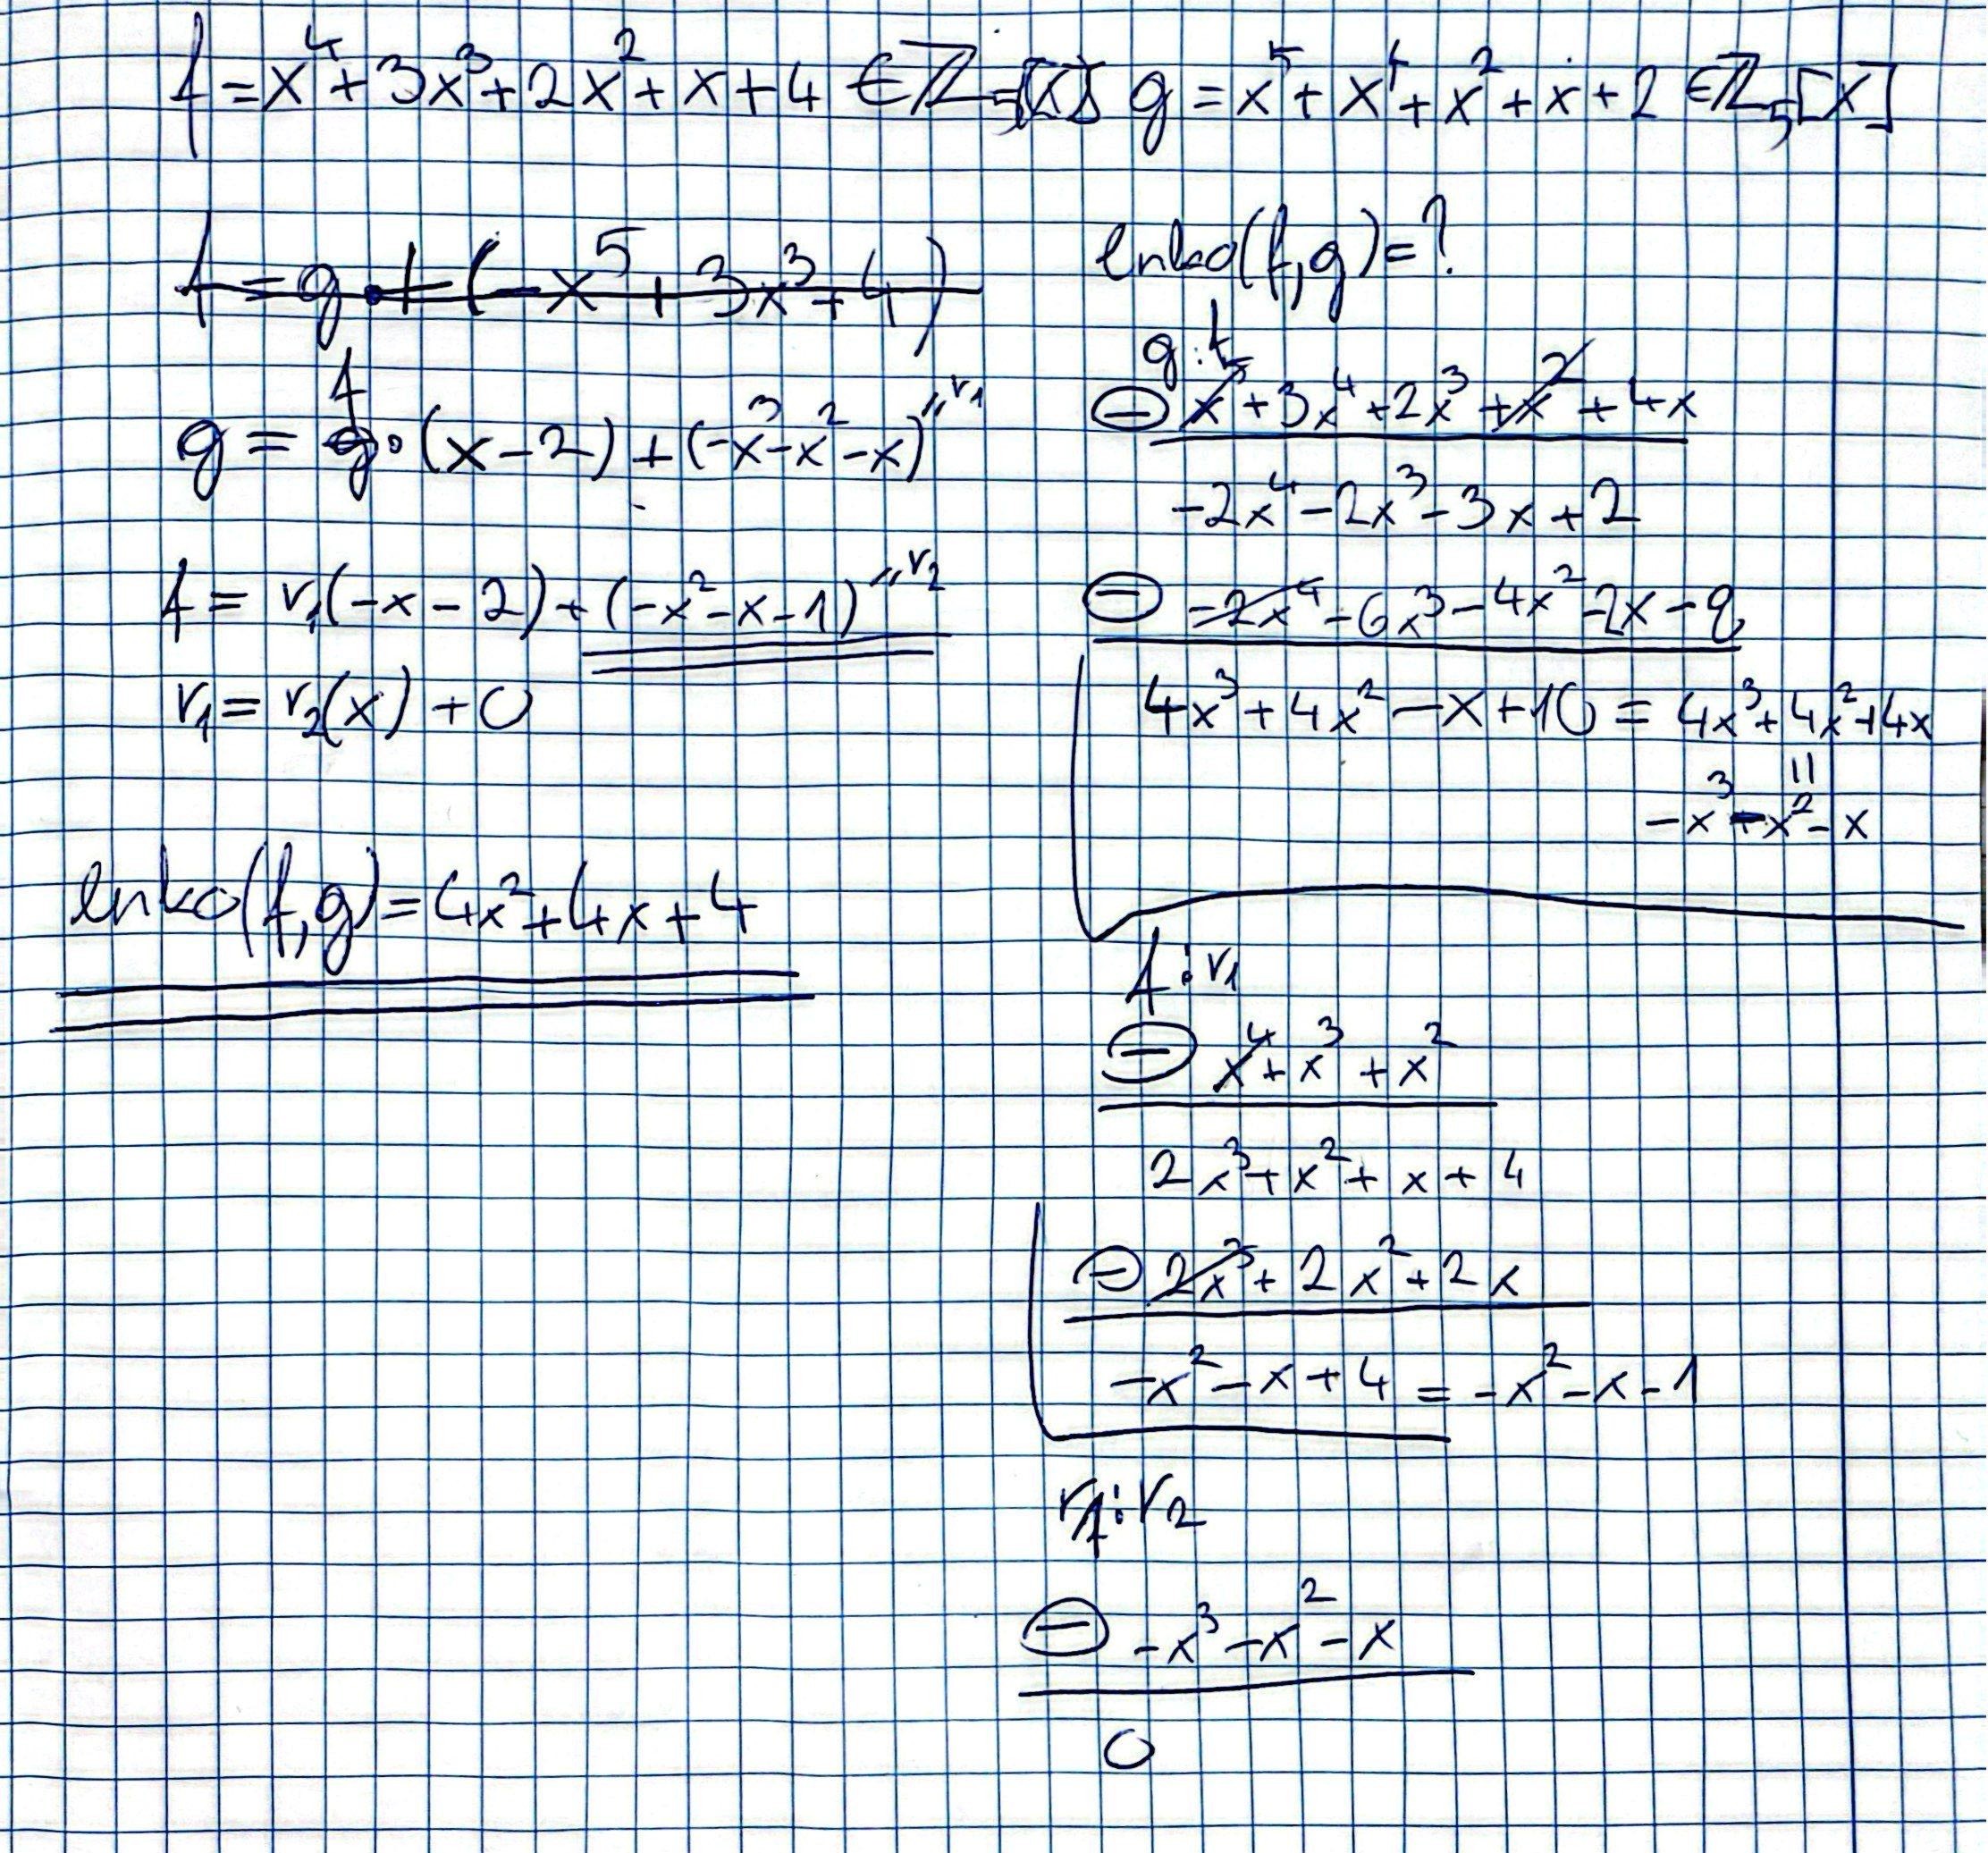 f = x⁴ + 3x³ + 2x² + x + 4 ∈ ℤ₅[x] g = x⁵ + x⁴ + x² + x + 2 ∈ ℤ₅[x]
lnko(f,g) = ?
f = g · 1 + (-x⁵ + 3x³ + 4)
g = f · (x - 2) + (-x³ - x² - x) " r₁
f = r₁(-x - 2) + (-x² - x - 1) " r₂
r₁ = r₂(x) + 0
lnko(f,g) = 4x² + 4x + 4
g : f
⊖ x⁵ + 3x⁴ + 2x³ + x² + 4x
-2x⁴ - 2x³ - 3x + 2
⊖ -2x⁴ - 6x³ - 4x² - 2x - 8
4x³ + 4x² - x + 10 = 4x³ + 4x² + 4x
||
-x³ - x² - x
f : r₁
⊖ x⁴ + x³ + x²
2x³ + x² + x + 4
⊖ 2x³ + 2x² + 2x
-x² - x + 4 = -x² - x - 1
r₁ : r₂
⊖ -x³ - x² - x
0